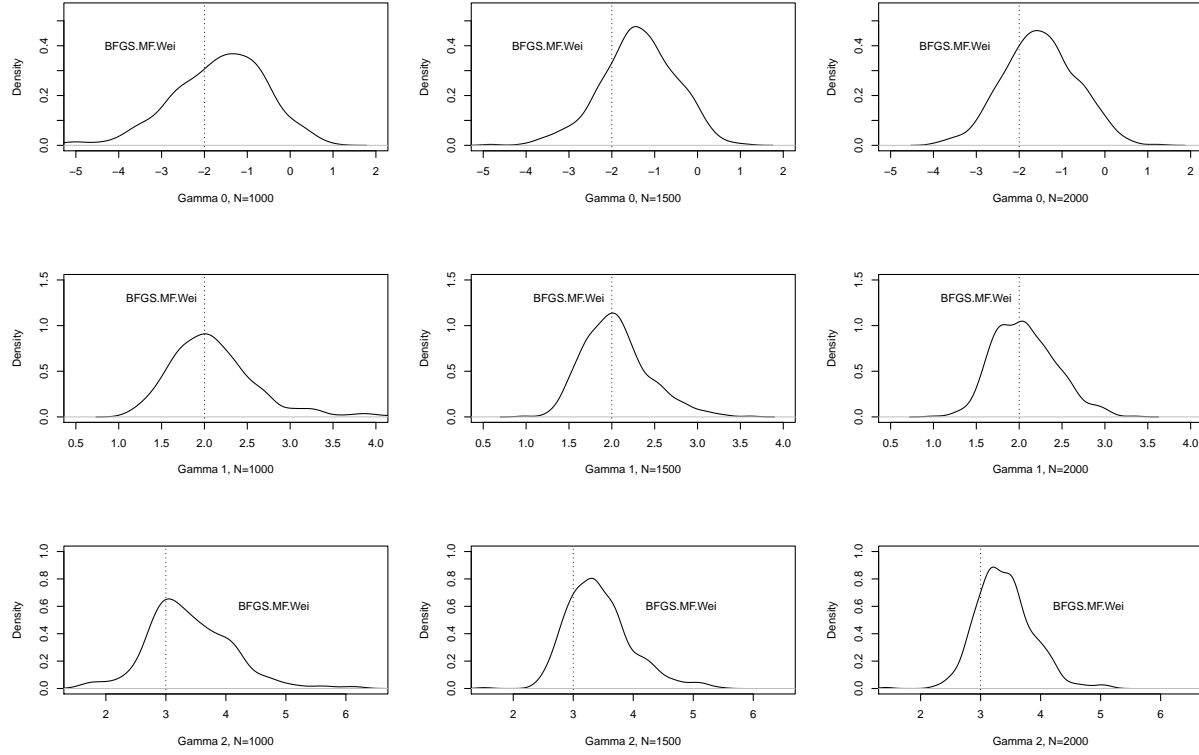 BFGS.MF.Wei
Density
0.0 0.2 0.4
−5 −4 −3 −2 −1 0 1 2
Gamma 0, N=1000
BFGS.MF.Wei
Density
0.0 0.2 0.4
−5 −4 −3 −2 −1 0 1 2
Gamma 0, N=1500
BFGS.MF.Wei
Density
0.0 0.2 0.4
−5 −4 −3 −2 −1 0 1 2
Gamma 0, N=2000
BFGS.MF.Wei
Density
0.0 0.5 1.0 1.5
0.5 1.0 1.5 2.0 2.5 3.0 3.5 4.0
Gamma 1, N=1000
BFGS.MF.Wei
Density
0.0 0.5 1.0 1.5
0.5 1.0 1.5 2.0 2.5 3.0 3.5 4.0
Gamma 1, N=1500
BFGS.MF.Wei
Density
0.0 0.5 1.0 1.5
0.5 1.0 1.5 2.0 2.5 3.0 3.5 4.0
Gamma 1, N=2000
BFGS.MF.Wei
Density
0.0 0.2 0.4 0.6 0.8 1.0
2 3 4 5 6
Gamma 2, N=1000
BFGS.MF.Wei
Density
0.0 0.2 0.4 0.6 0.8 1.0
2 3 4 5 6
Gamma 2, N=1500
BFGS.MF.Wei
Density
0.0 0.2 0.4 0.6 0.8 1.0
2 3 4 5 6
Gamma 2, N=2000